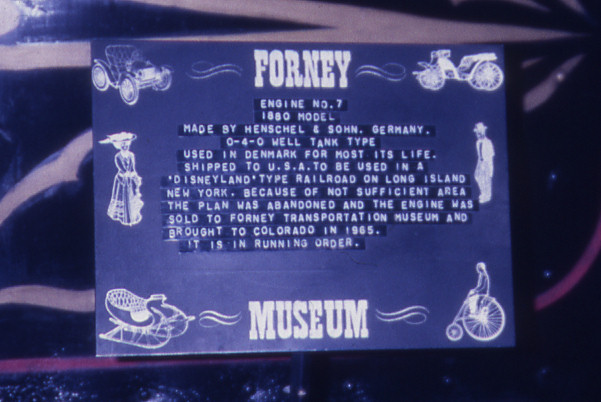 FORNEY
ENGINE NO.7
1880 MODEL
MADE BY HENSCHEL & SOHN. GERMANY.
0-4-0 WELL TANK TYPE
USED IN DENMARK FOR MOST ITS LIFE.
SHIPPED TO U.S.A.TO BE USED IN A
'DISNEYLAND' TYPE RAILROAD ON LONG ISLAND
NEW YORK. BECAUSE OF NOT SUFFICIENT AREA
THE PLAN WAS ABANDONED AND THE ENGINE WAS
SOLD TO FORNEY TRANSPORTATION MUSEUM AND
BROUGHT TO COLORADO IN 1965.
IT IS IN RUNNING ORDER.
MUSEUM